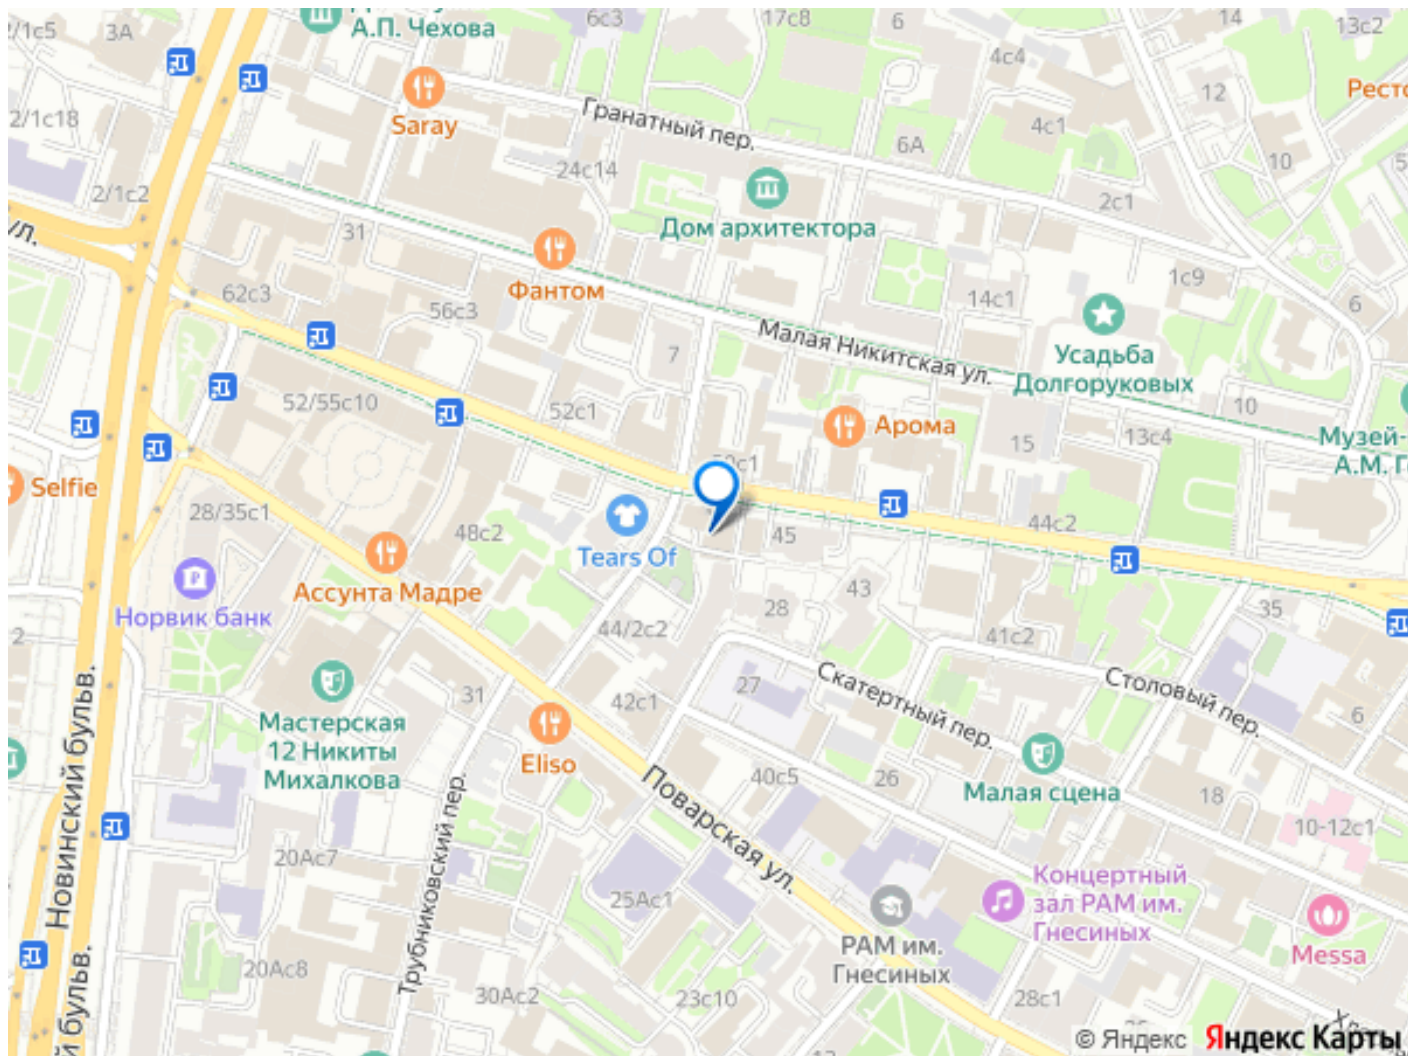 А.П. Чехова
6с3
17с8
6
14
13с2
2/1с5
3А
4с4
12
Ресто
Saray
Гранатный пер.
2/1с18
4с1
6А
10
24с14
2/1с2
2с1
Дом архитектора
ул.
31
1с9
Фантом
62с3
56с3
14с1
6
Малая Никитская ул.
Усадьба
Долгоруковых
7
52/55с10
52с1
10
Арома
15
13с4
Музей-
А.М. Г
50с1
Selfie
28/35с1
48с2
44с2
Tears Of
45
Ассунта Мадре
43
Норвик банк
28
35
44/2с2
41с2
2
Скатертный пер.
Столовый пер.
27
31
42с1
6
Мастерская
12 Никиты
Михалкова
Eliso
40с5
26
Малая сцена
18
10-12с1
Новинский бульв.
Трубниковский пер.
Поварская ул.
20Ас7
25Ас1
Концертный
зал РАМ им.
Гнесиных
РАМ им.
Гнесиных
Messa
20Ас8
30Ас2
23с10
28с1
й бульв.
© Яндекс Яндекс Карты